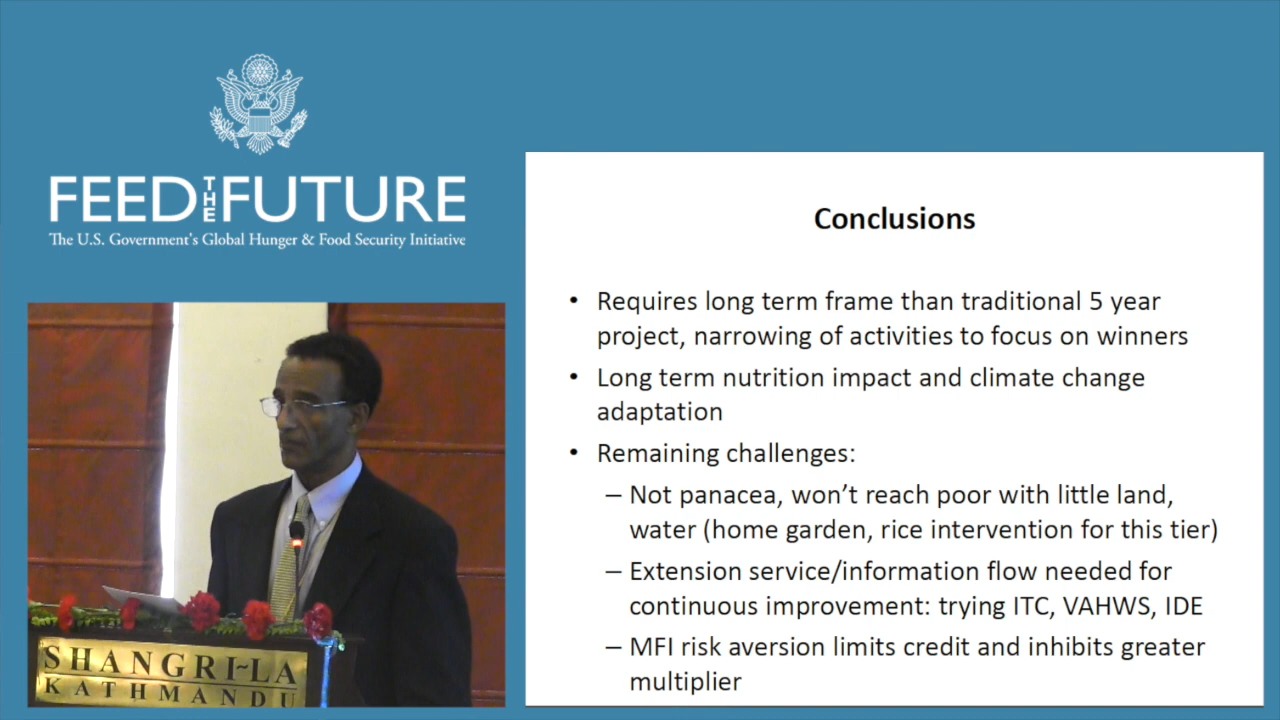 FEED THE FUTURE
The U.S. Government's Global Hunger & Food Security Initiative
SHANGRI~LA
KATHMANDU
Conclusions
• Requires long term frame than traditional 5 year
project, narrowing of activities to focus on winners
• Long term nutrition impact and climate change
adaptation
• Remaining challenges:
– Not panacea, won't reach poor with little land,
water (home garden, rice intervention for this tier)
– Extension service/information flow needed for
continuous improvement: trying ITC, VAHWS, IDE
– MFI risk aversion limits credit and inhibits greater
multiplier